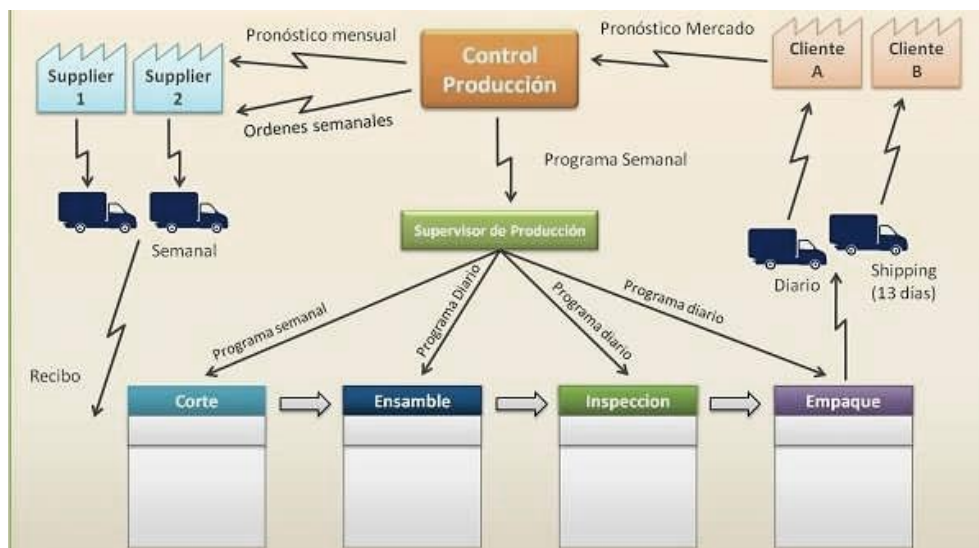 Supplier
1
Supplier
2
Pronóstico mensual
Ordenes semanales
Control
Producción
Pronóstico Mercado
Cliente
A
Cliente
B
Programa Semanal
Semanal
Supervisor de Producción
Diario
Shipping
(13 días)
Recibo
Programa semanal
Programa Diario
Programa diario
Programa diario
Corte
Ensamble
Inspeccion
Empaque